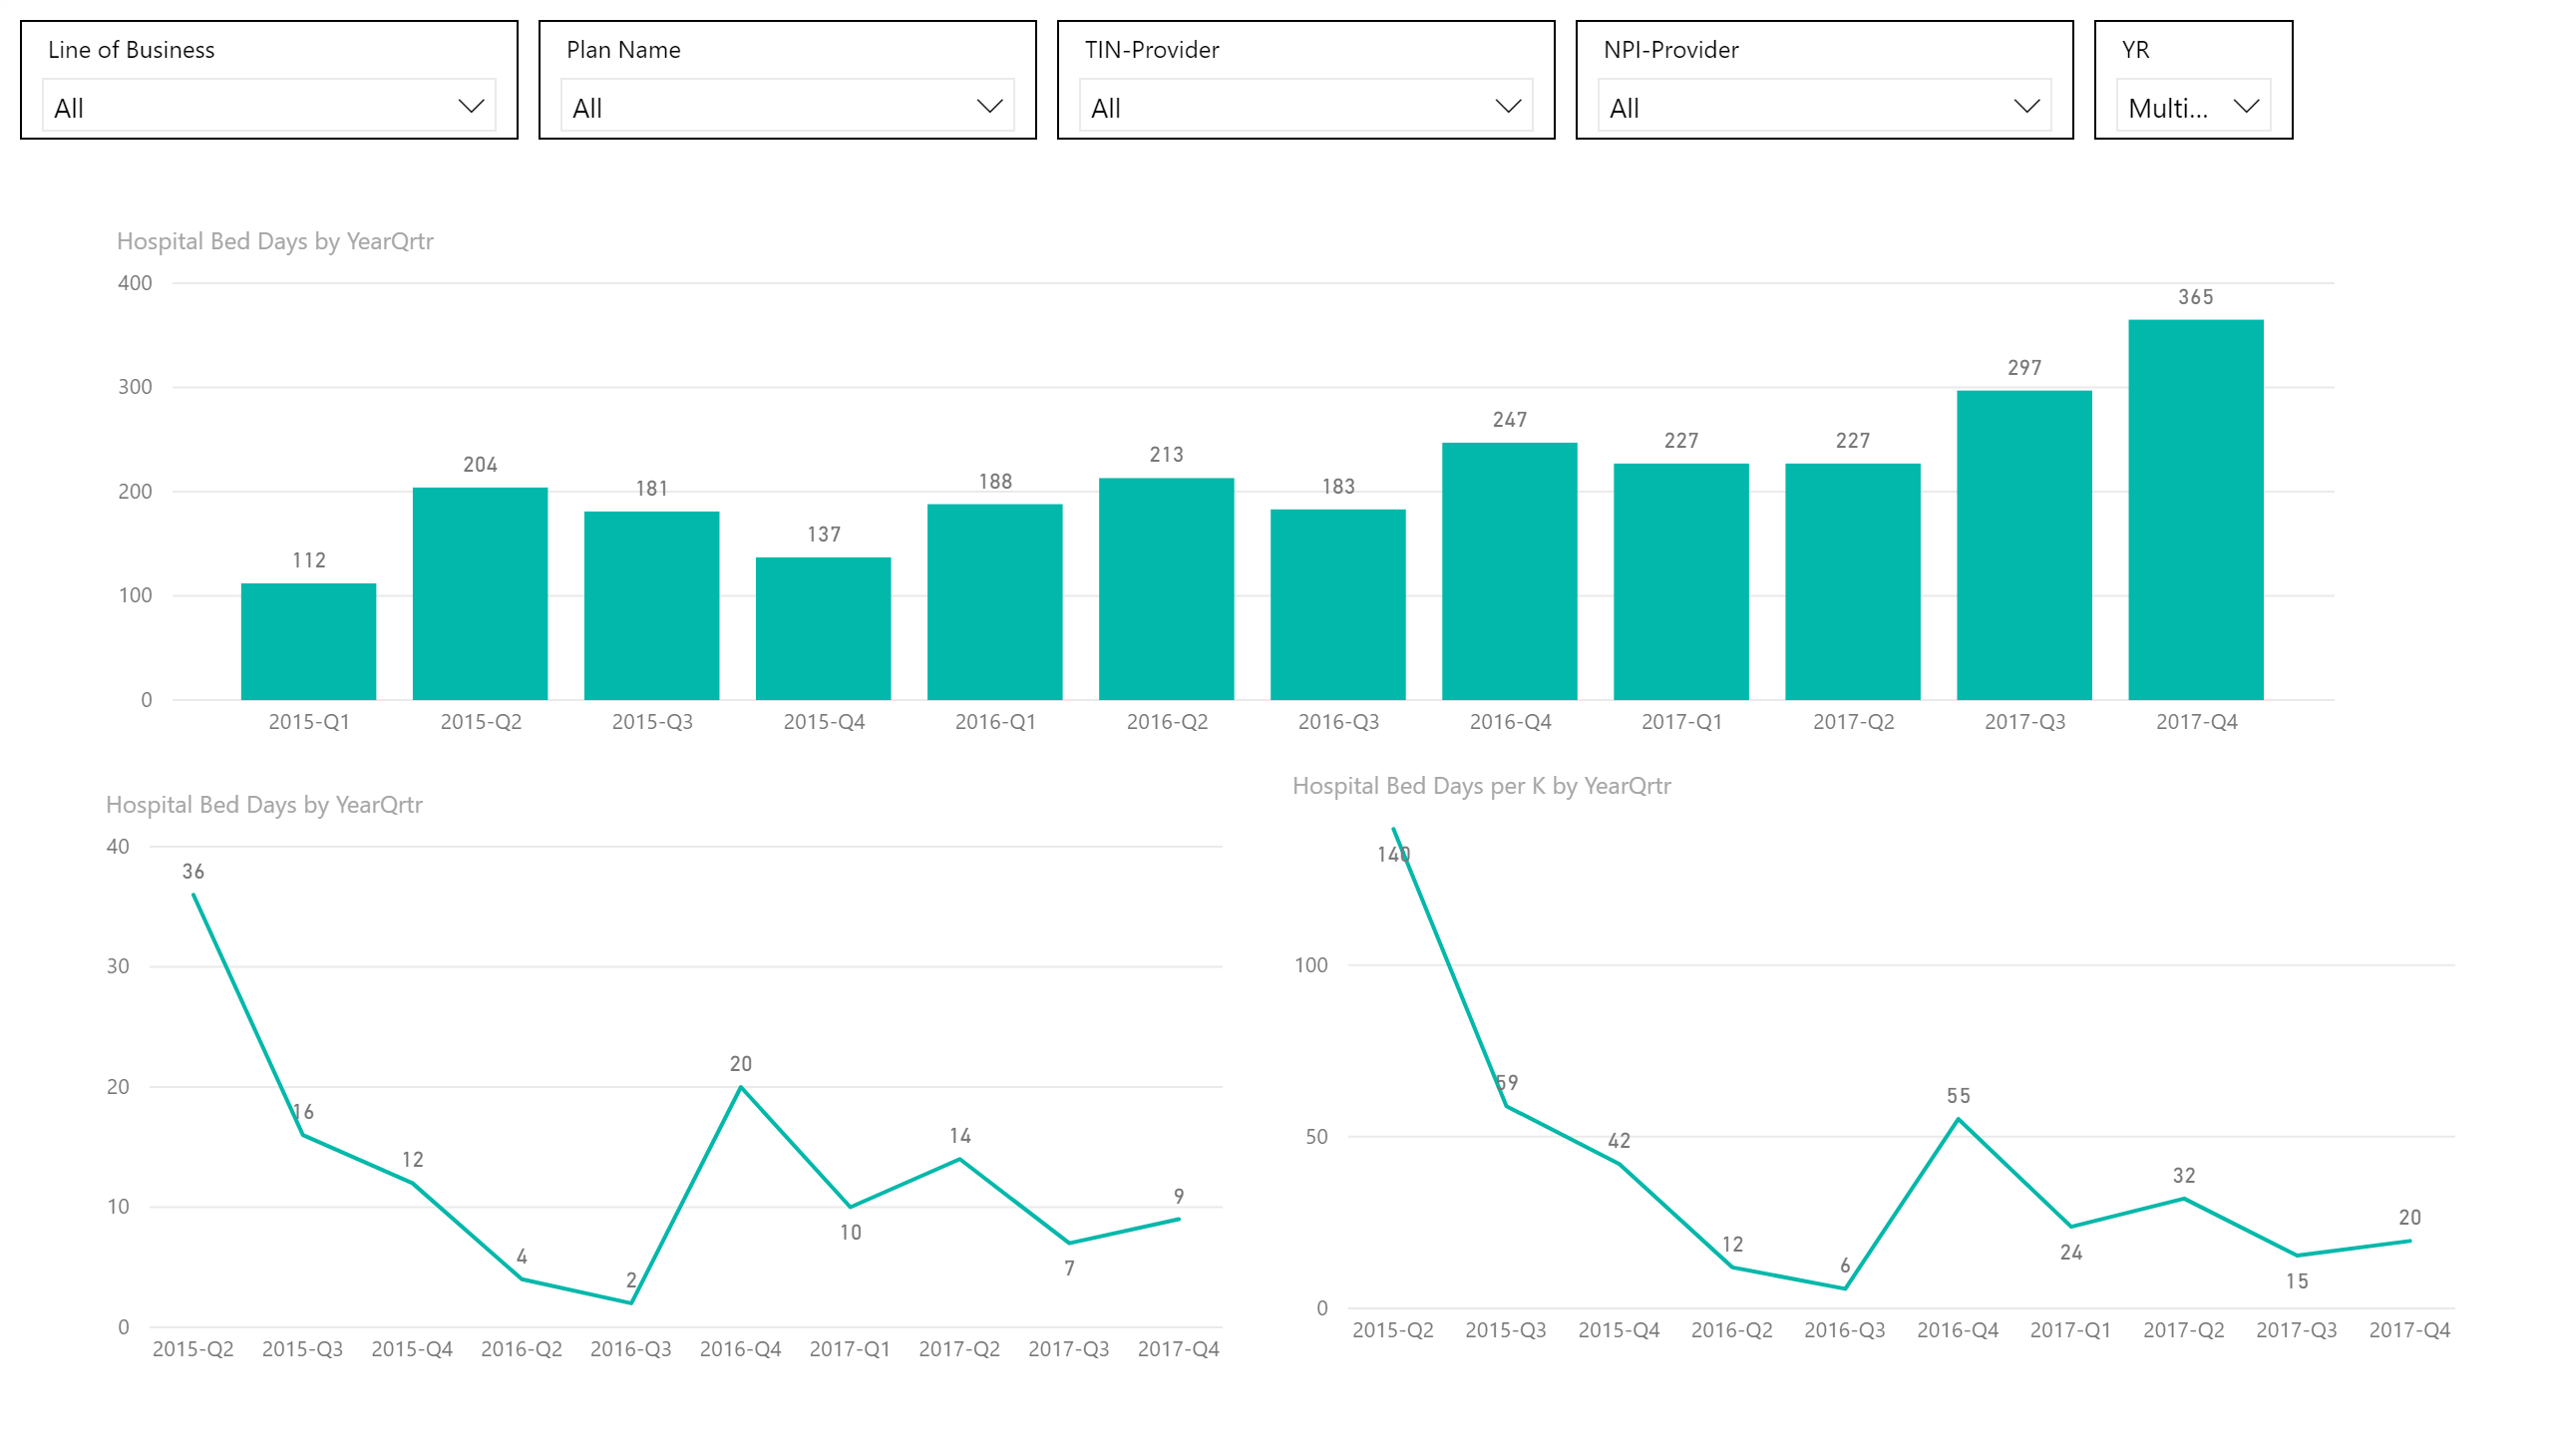 Line of Business
All
Plan Name
All
TIN-Provider
All
NPI-Provider
All
YR
Multi...
Hospital Bed Days by YearQrtr
400
300
200
100
0
112
204
181
137
188
213
183
247
227
227
297
365
2015-Q1 2015-Q2 2015-Q3 2015-Q4 2016-Q1 2016-Q2 2016-Q3 2016-Q4 2017-Q1 2017-Q2 2017-Q3 2017-Q4
Hospital Bed Days by YearQrtr
40
30
20
10
0
36
16
12
4
2
20
10
14
7
9
2015-Q2 2015-Q3 2015-Q4 2016-Q2 2016-Q3 2016-Q4 2017-Q1 2017-Q2 2017-Q3 2017-Q4
Hospital Bed Days per K by YearQrtr
100
50
0
140
59
42
12
6
55
24
32
15
20
2015-Q2 2015-Q3 2015-Q4 2016-Q2 2016-Q3 2016-Q4 2017-Q1 2017-Q2 2017-Q3 2017-Q4